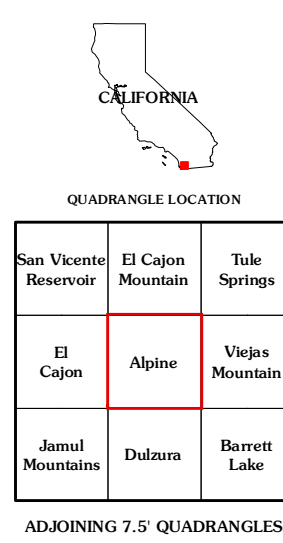 CALIFORNIA
QUADRANGLE LOCATION
San Vicente
Reservoir
El Cajon
Mountain
Tule
Springs
El
Cajon
Alpine
Viejas
Mountain
Jamul
Mountains
Dulzura
Barrett
Lake
ADJOINING 7.5' QUADRANGLES